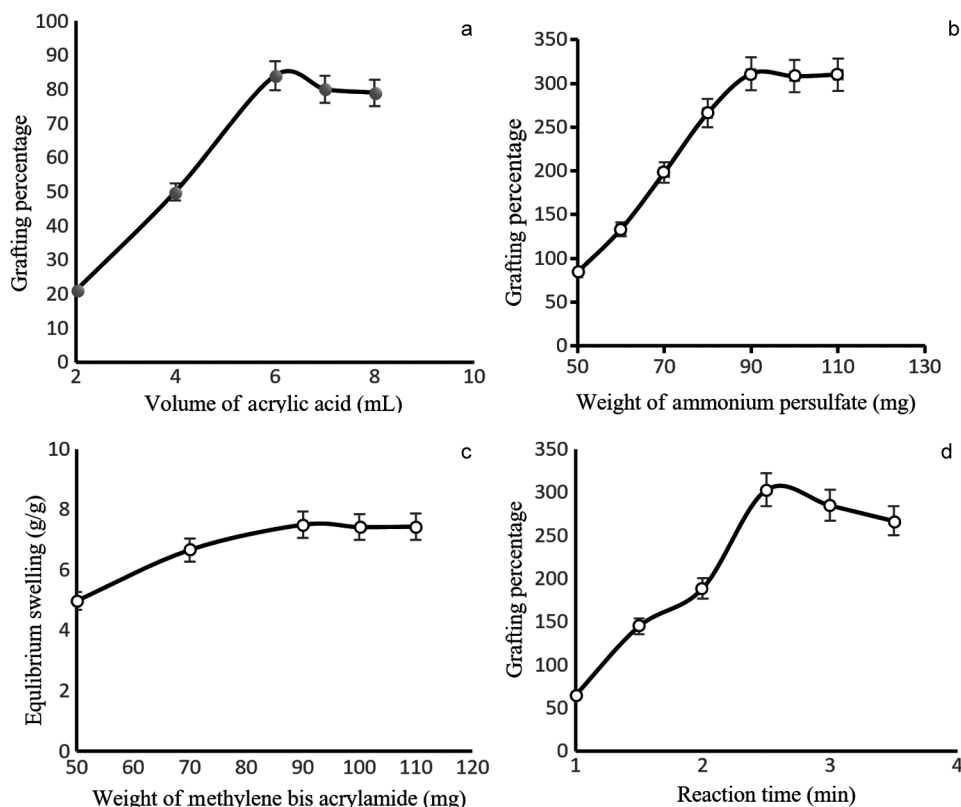 a
100
90
80
70
60
50
40
30
20
10
0
2 4 6 8 10
Grafting percentage
Volume of acrylic acid (mL)
b
350
300
250
200
150
100
50
0
50 70 90 110 130
Grafting percentage
Weight of ammonium persulfate (mg)
c
10
8
6
4
2
0
50 60 70 80 90 100 110 120
Equlibrium swelling (g/g)
Weight of methylene bis acrylamide (mg)
d
350
300
250
200
150
100
50
0
1 2 3 4
Grafting percentage
Reaction time (min)